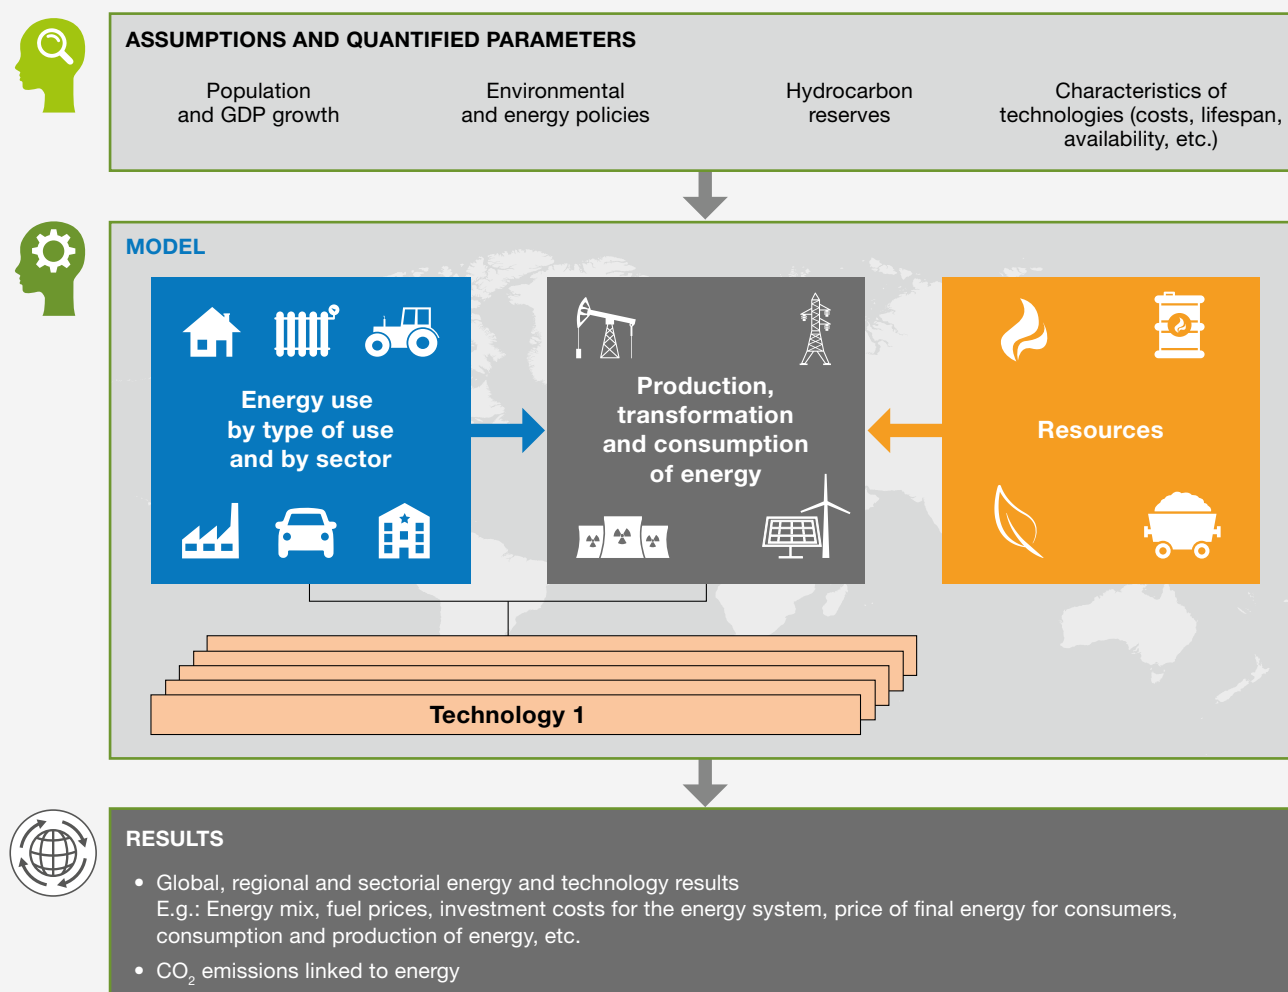 ASSUMPTIONS AND QUANTIFIED PARAMETERS
Population
and GDP growth
Environmental
and energy policies
Hydrocarbon
reserves
Characteristics of
technologies (costs, lifespan,
availability, etc.)
MODEL
Energy use
by type of use
and by sector
Production,
transformation
and consumption
of energy
Resources
Technology 1
RESULTS
• Global, regional and sectorial energy and technology results
E.g.: Energy mix, fuel prices, investment costs for the energy system, price of final energy for consumers,
consumption and production of energy, etc.
• CO₂ emissions linked to energy